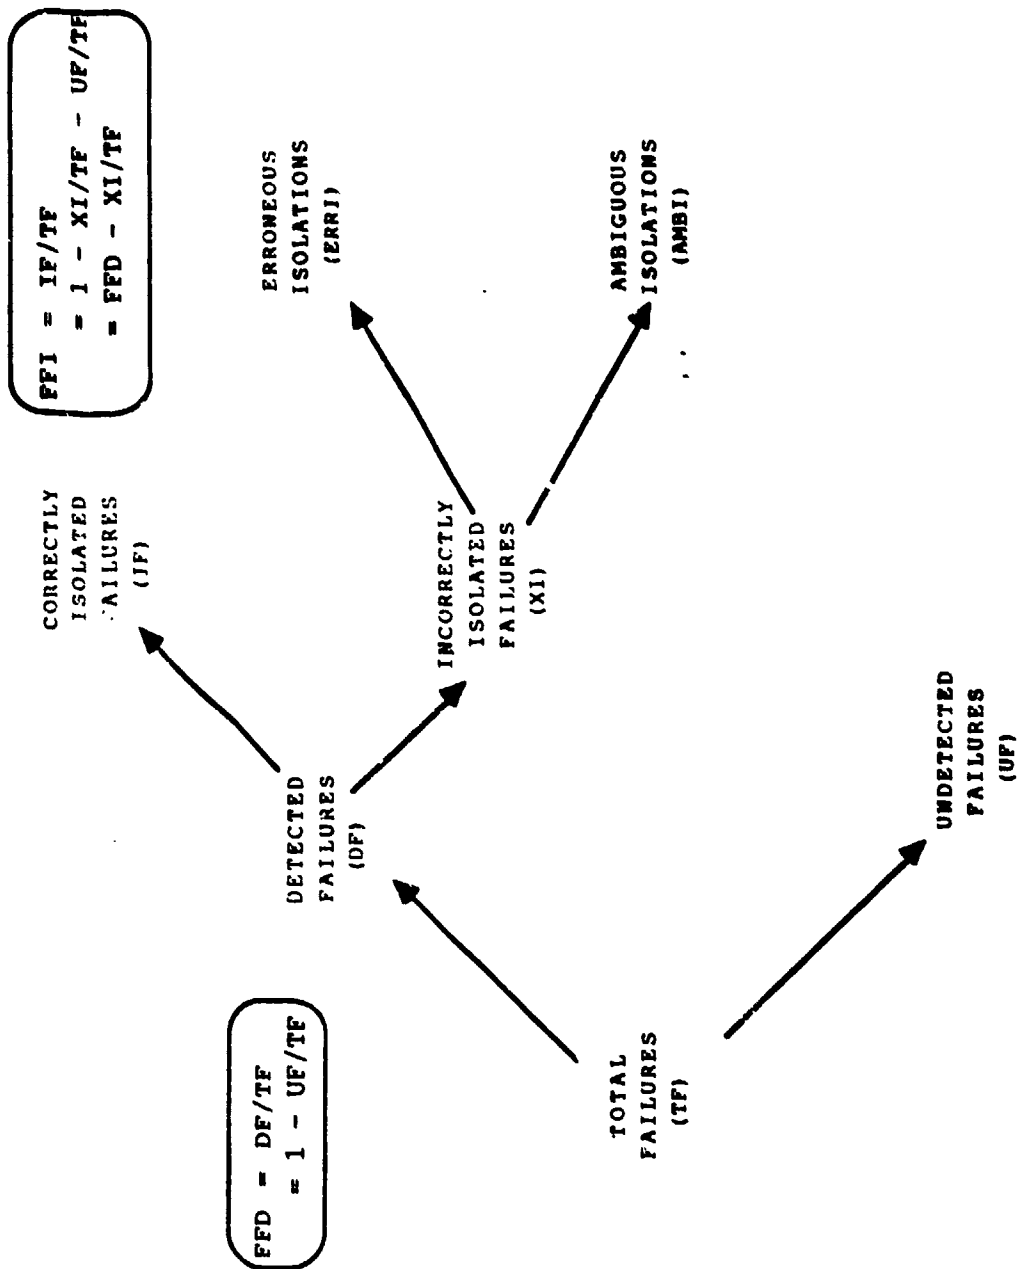 FFD = DF/TF
= 1 - UF/TF
TOTAL
FAILURES
(TF)
DETECTED
FAILURES
(DF)
UNDETECTED
FAILURES
(UF)
CORRECTLY
ISOLATED
AILURES
(IF)
INCORRECTLY
ISOLATED
FAILURES
(XI)
FFI = IF/TF
= 1 - XI/TF - UF/TF
= FFD - XI/TF
ERRONEOUS
ISOLATIONS
(ERRI)
AMBIGUOUS
ISOLATIONS
(AMBI)